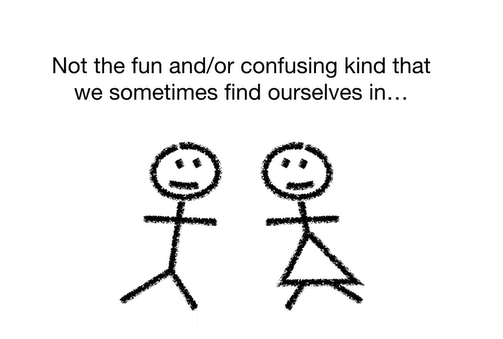 Not the fun and/or confusing kind that
we sometimes find ourselves in…